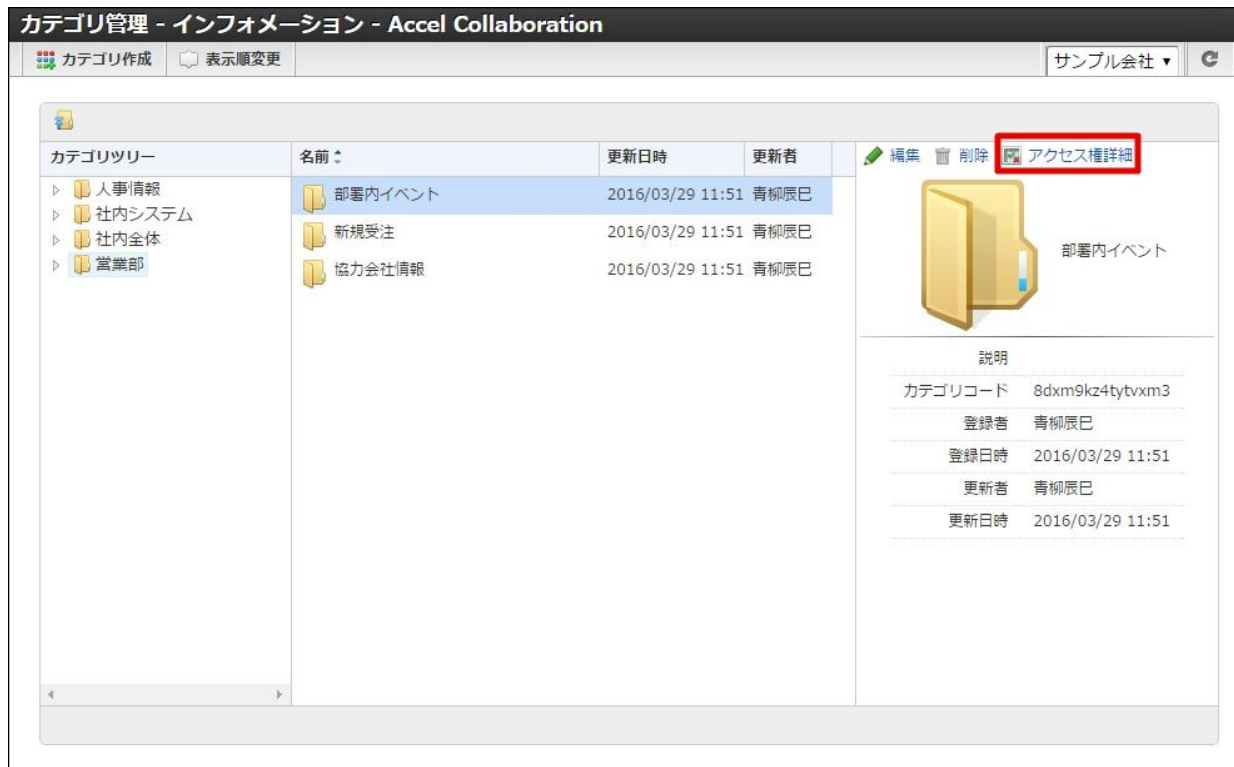 カテゴリ管理 - インフォメーション - Accel Collaboration
カテゴリ作成 表示順変更 サンプル会社
カテゴリツリー 名前 更新日時 更新者 編集 削除 アクセス権詳細
人事情報
社内システム
社内全体
営業部
部署内イベント 2016/03/29 11:51 青柳辰巳
新規受注 2016/03/29 11:51 青柳辰巳
協力会社情報 2016/03/29 11:51 青柳辰巳
部署内イベント
説明
カテゴリコード 8dxm9kz4tytvxm3
登録者 青柳辰巳
登録日時 2016/03/29 11:51
更新者 青柳辰巳
更新日時 2016/03/29 11:51